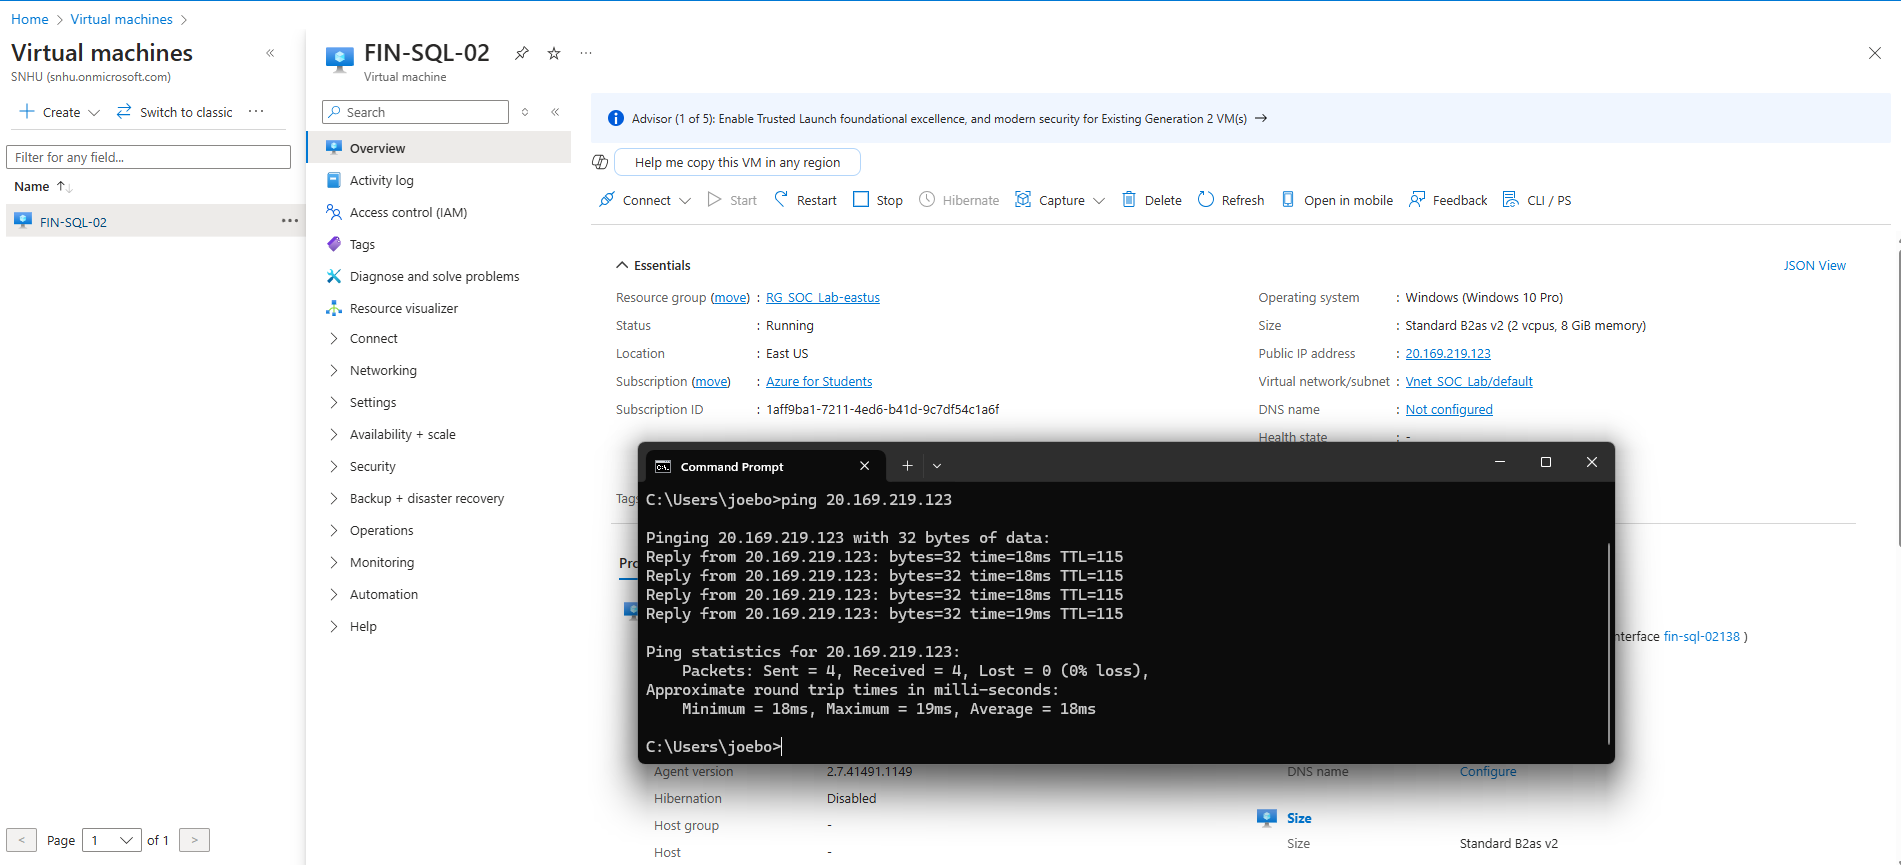 Home > Virtual machines >
Virtual machines «
SNHU (snhu.onmicrosoft.com)
+ Create Switch to classic ...
Filter for any field...
Name ↑↓
FIN-SQL-02 ...
< Page 1 of 1 >
FIN-SQL-02 ...
Virtual machine
Search «
Overview
Activity log
Access control (IAM)
Tags
Diagnose and solve problems
Resource visualizer
Connect
Networking
Settings
Availability + scale
Security
Backup + disaster recovery
Operations
Monitoring
Automation
Help
Advisor (1 of 5): Enable Trusted Launch foundational excellence, and modern security for Existing Generation 2 VM(s) →
Help me copy this VM in any region
Connect Start Restart Stop Hibernate Capture Delete Refresh Open in mobile Feedback CLI / PS
Essentials JSON View
Resource group (move) : RG_SOC_Lab-eastus
Status : Running
Location : East US
Subscription (move) : Azure for Students
Subscription ID : 1aff9ba1-7211-4ed6-b41d-9c7df54c1a6f
Operating system : Windows (Windows 10 Pro)
Size : Standard B2as v2 (2 vcpus, 8 GiB memory)
Public IP address : 20.169.219.123
Virtual network/subnet : Vnet_SOC_Lab/default
DNS name : Not configured
Health state : -
Tags
Pro
Command Prompt
C:\Users\joebo>ping 20.169.219.123
Pinging 20.169.219.123 with 32 bytes of data:
Reply from 20.169.219.123: bytes=32 time=18ms TTL=115
Reply from 20.169.219.123: bytes=32 time=18ms TTL=115
Reply from 20.169.219.123: bytes=32 time=18ms TTL=115
Reply from 20.169.219.123: bytes=32 time=19ms TTL=115
Ping statistics for 20.169.219.123:
Packets: Sent = 4, Received = 4, Lost = 0 (0% loss),
Approximate round trip times in milli-seconds:
Minimum = 18ms, Maximum = 19ms, Average = 18ms
C:\Users\joebo>
nterface fin-sql-02138 )
Agent version 2.7.41491.1149
Hibernation Disabled
Host group -
Host -
DNS name Configure
Size
Size Standard B2as v2